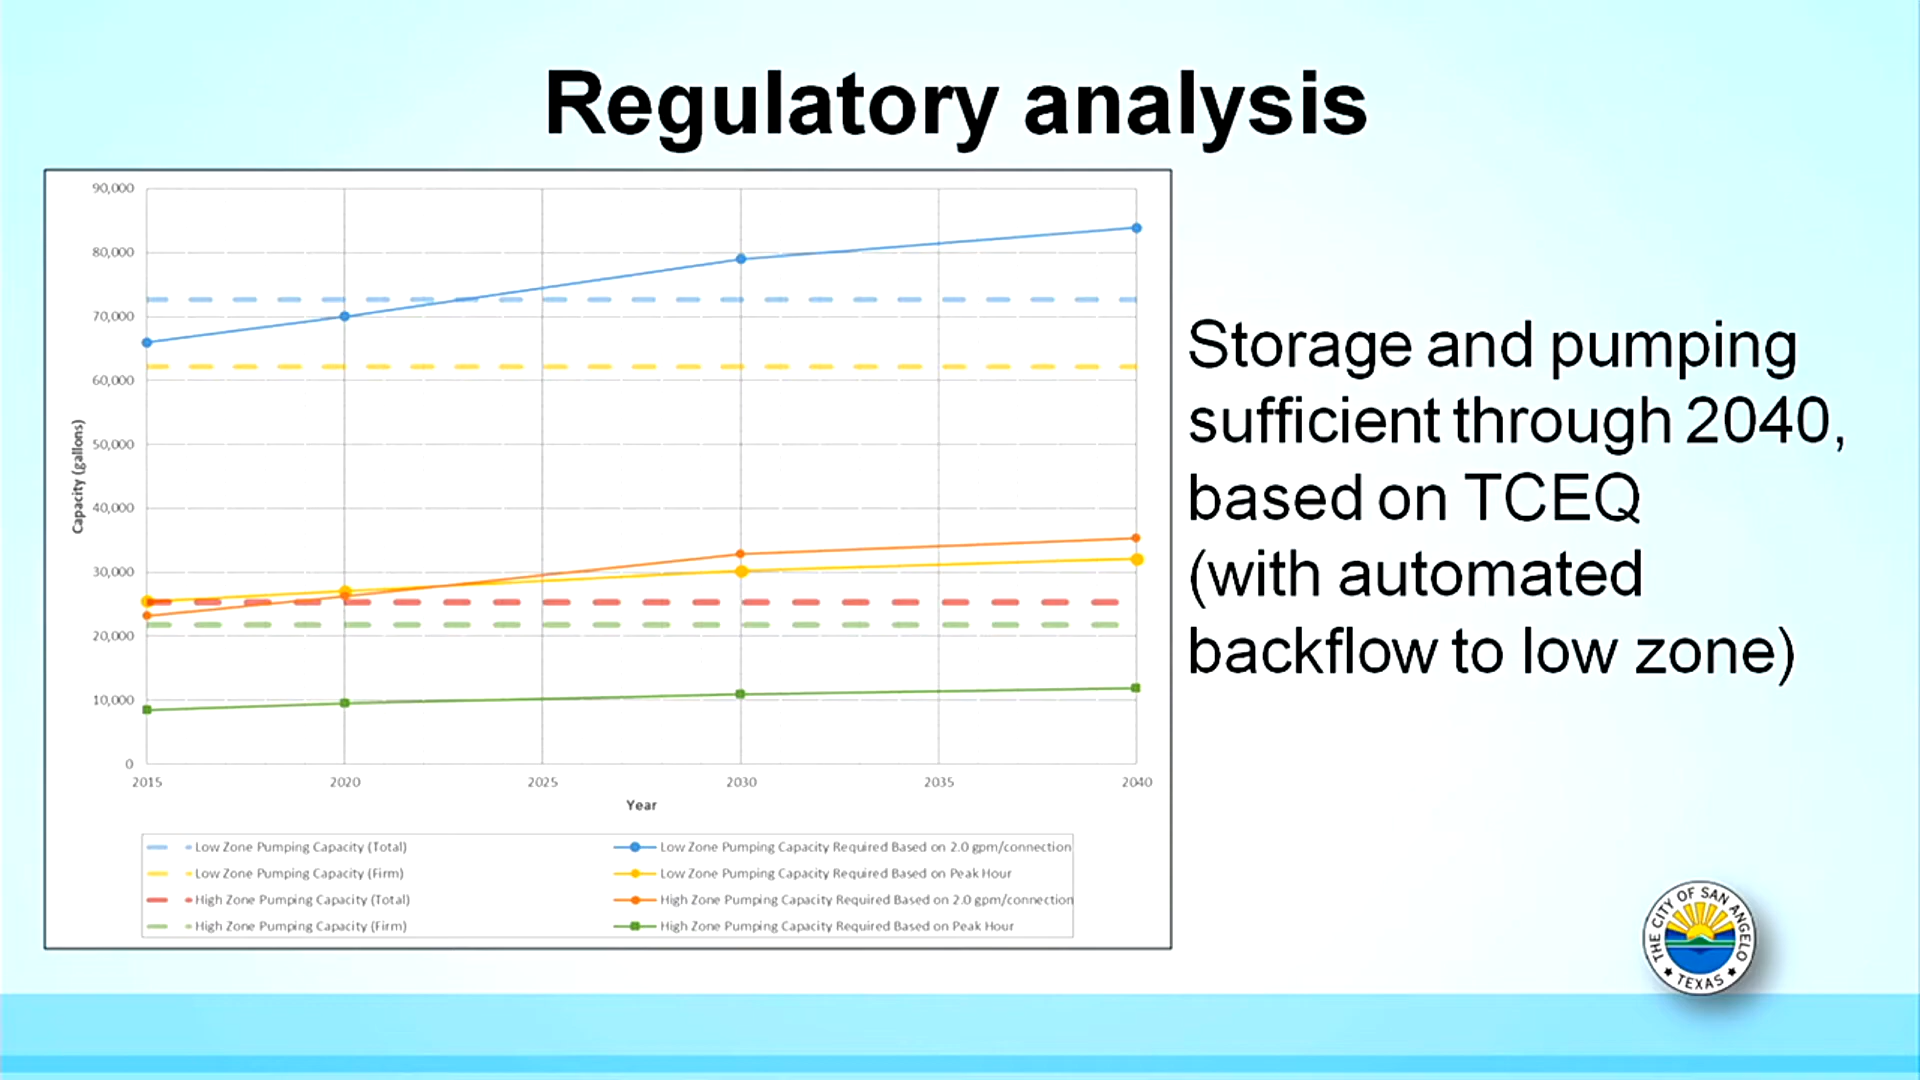 Regulatory analysis
90,000
80,000
70,000
60,000
50,000
40,000
30,000
20,000
10,000
0
Capacity (gallons)
2015 2020 2025 2030 2035 2040
Year
Low Zone Pumping Capacity (Total)
Low Zone Pumping Capacity Required Based on 2.0 gpm/connection
Low Zone Pumping Capacity (Firm)
Low Zone Pumping Capacity Required Based on Peak Hour
High Zone Pumping Capacity (Total)
High Zone Pumping Capacity Required Based on 2.0 gpm/connection
High Zone Pumping Capacity (Firm)
High Zone Pumping Capacity Required Based on Peak Hour
Storage and pumping
sufficient through 2040,
based on TCEQ
(with automated
backflow to low zone)
THE CITY OF SAN ANGELO
TEXAS